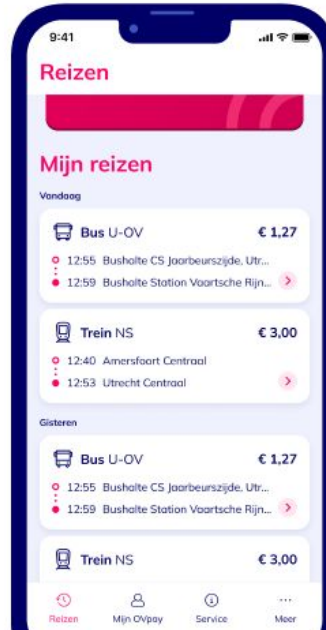 9:41
Reizen
Mijn reizen
Vandaag
Bus U-OV € 1,27
12:55 Bushalte CS Jaarbeurszijde, Utr...
12:59 Bushalte Station Vaartsche Rijn...
Trein NS € 3,00
12:40 Amersfoort Centraal
12:53 Utrecht Centraal
Gisteren
Bus U-OV € 1,27
12:55 Bushalte CS Jaarbeurszijde, Utr...
12:59 Bushalte Station Vaartsche Rijn...
Trein NS € 3,00
Reizen Mijn OVpay Service Meer